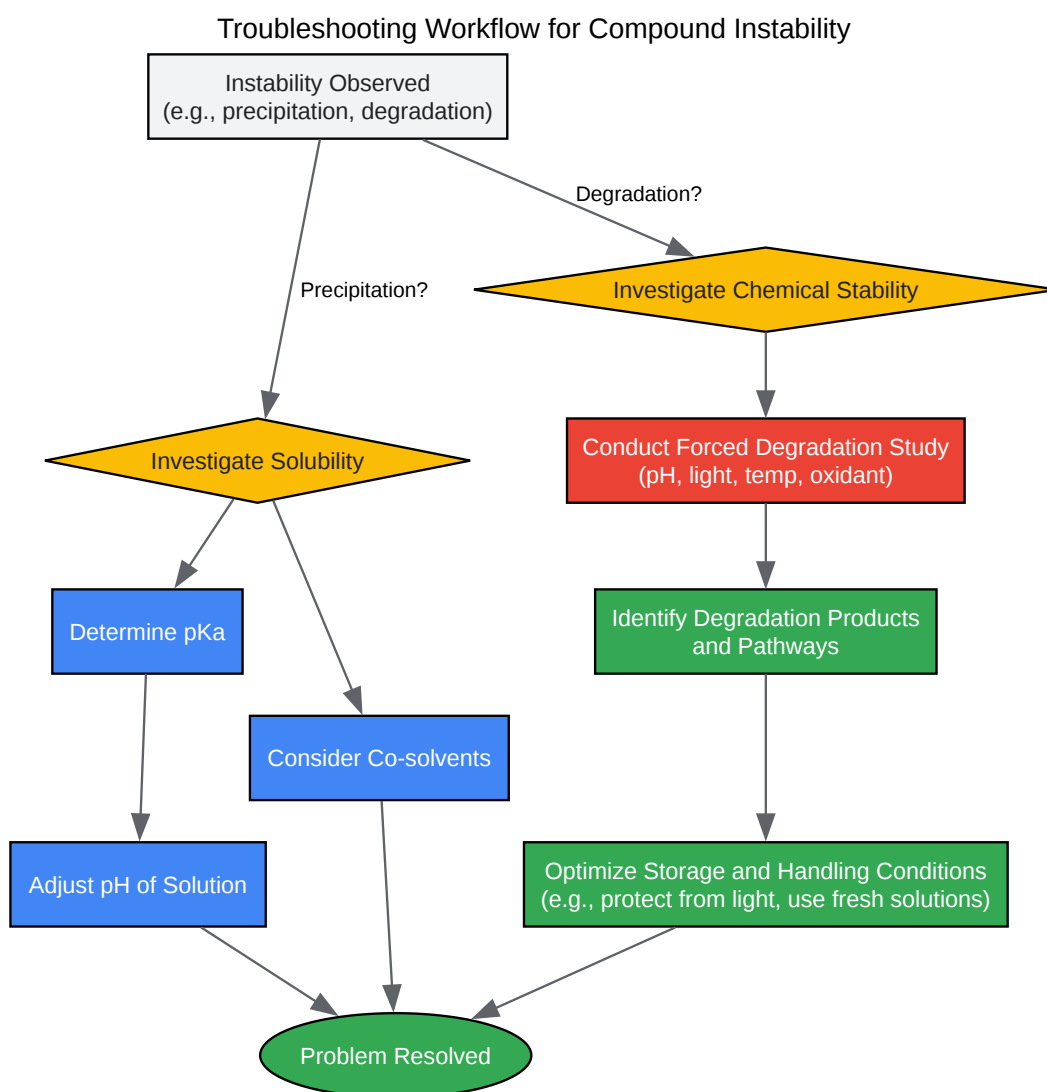 Troubleshooting Workflow for Compound Instability
Instability Observed
(e.g., precipitation, degradation)
Degradation?
Precipitation?
Investigate Chemical Stability
Investigate Solubility
Conduct Forced Degradation Study
(pH, light, temp, oxidant)
Determine pKa
Identify Degradation Products
and Pathways
Consider Co-solvents
Adjust pH of Solution
Optimize Storage and Handling Conditions
(e.g., protect from light, use fresh solutions)
Problem Resolved